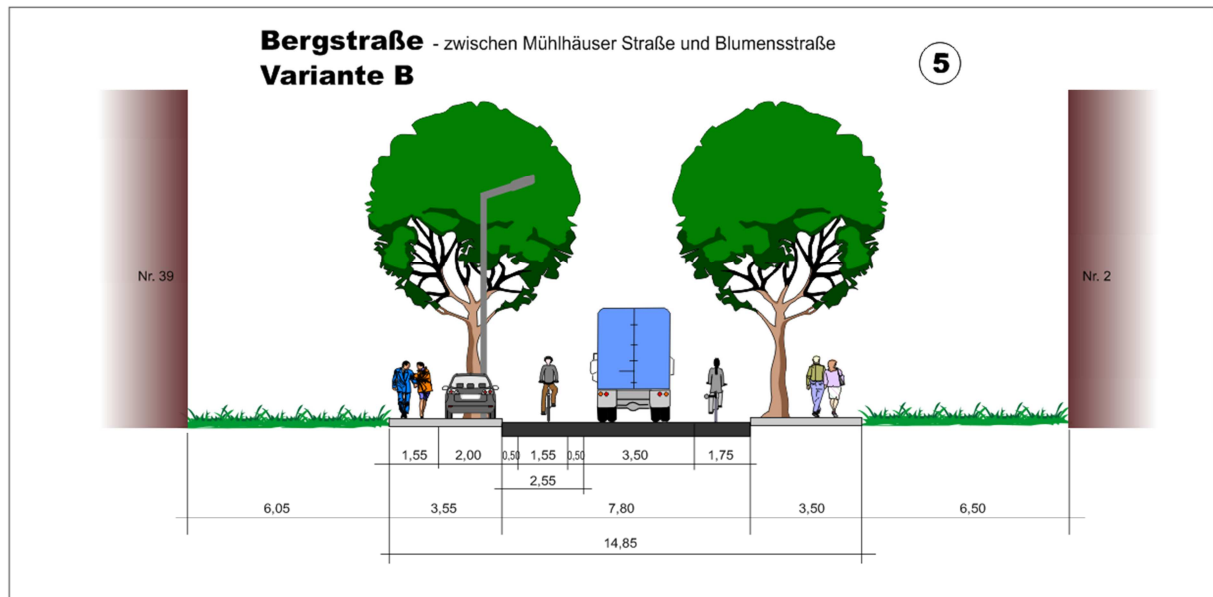 Bergstraße - zwischen Mühlhäuser Straße und Blumensstraße
Variante B
5
Nr. 39
Nr. 2
1,55 2,00 0,50 1,55 0,50 3,50 1,75
2,55
6,05 3,55 7,80 3,50 6,50
14,85